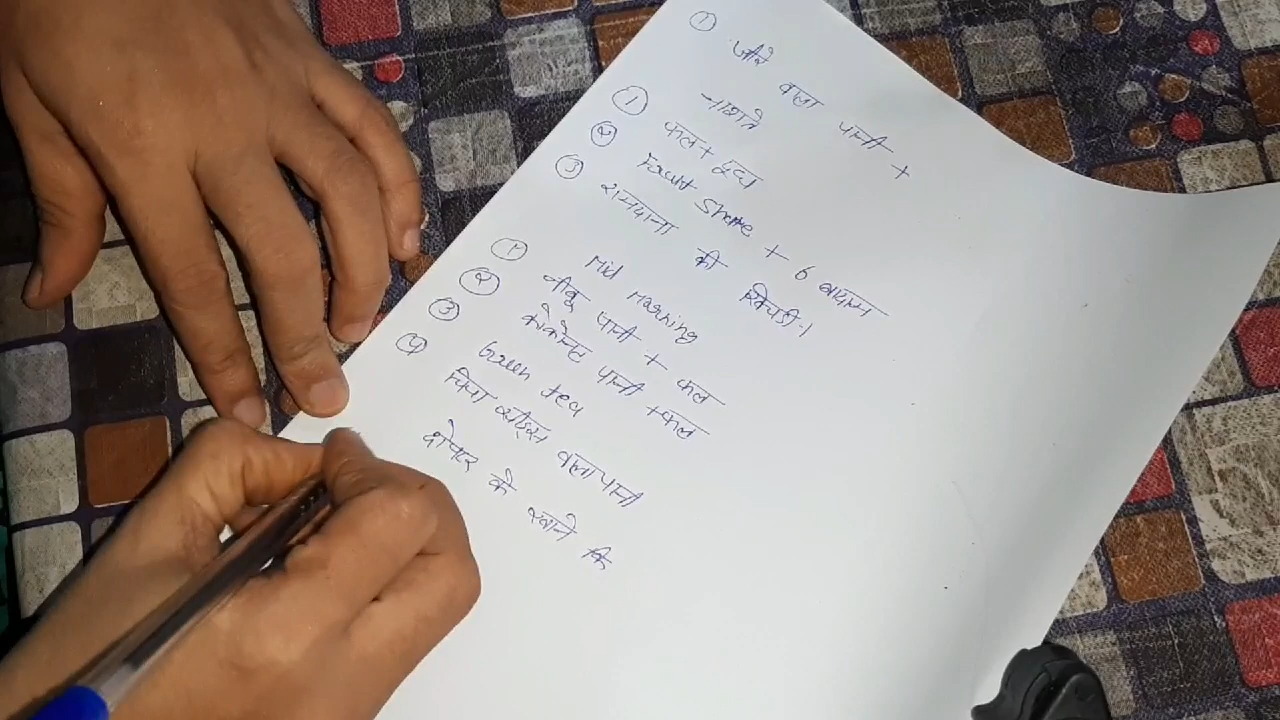 ① जीरे वाला पानी +
नाश्ते
① फल + दूध
② Fruit Shake + 6 बादाम
③ रामदाना की खिचडी।
Mid Morning
① नीबू पानी + फल
② कोकोनट पानी + फल
③ Green tea
④ चिया सीड्स वाला पानी
दोपहर के खाने कि